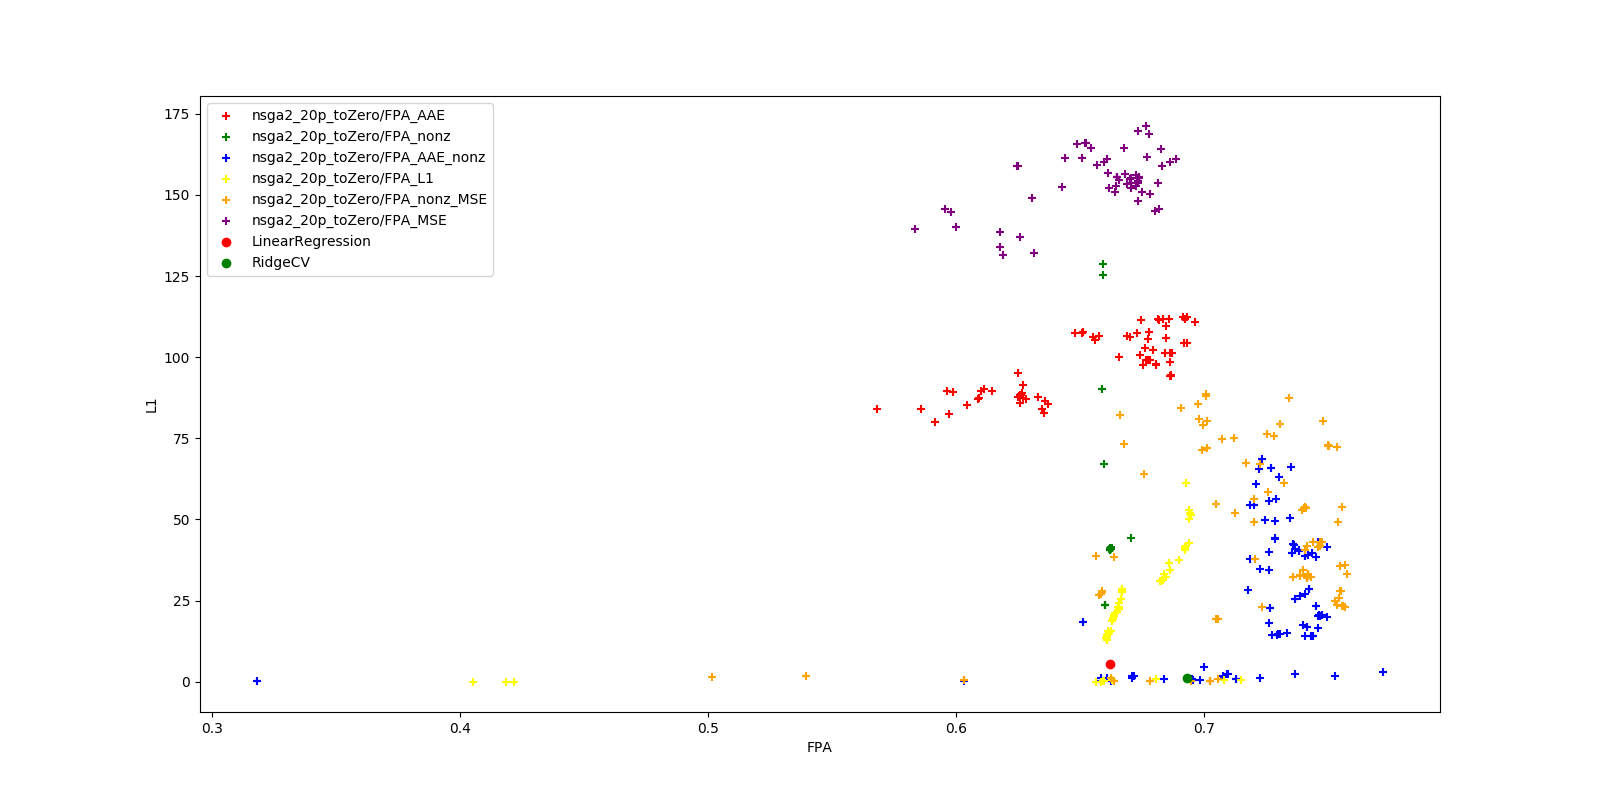 175
150
125
100
75
50
25
0
L1
nsga2_20p_toZero/FPA_AAE
nsga2_20p_toZero/FPA_nonz
nsga2_20p_toZero/FPA_AAE_nonz
nsga2_20p_toZero/FPA_L1
nsga2_20p_toZero/FPA_nonz_MSE
nsga2_20p_toZero/FPA_MSE
LinearRegression
RidgeCV
0.3 0.4 0.5 0.6 0.7
FPA